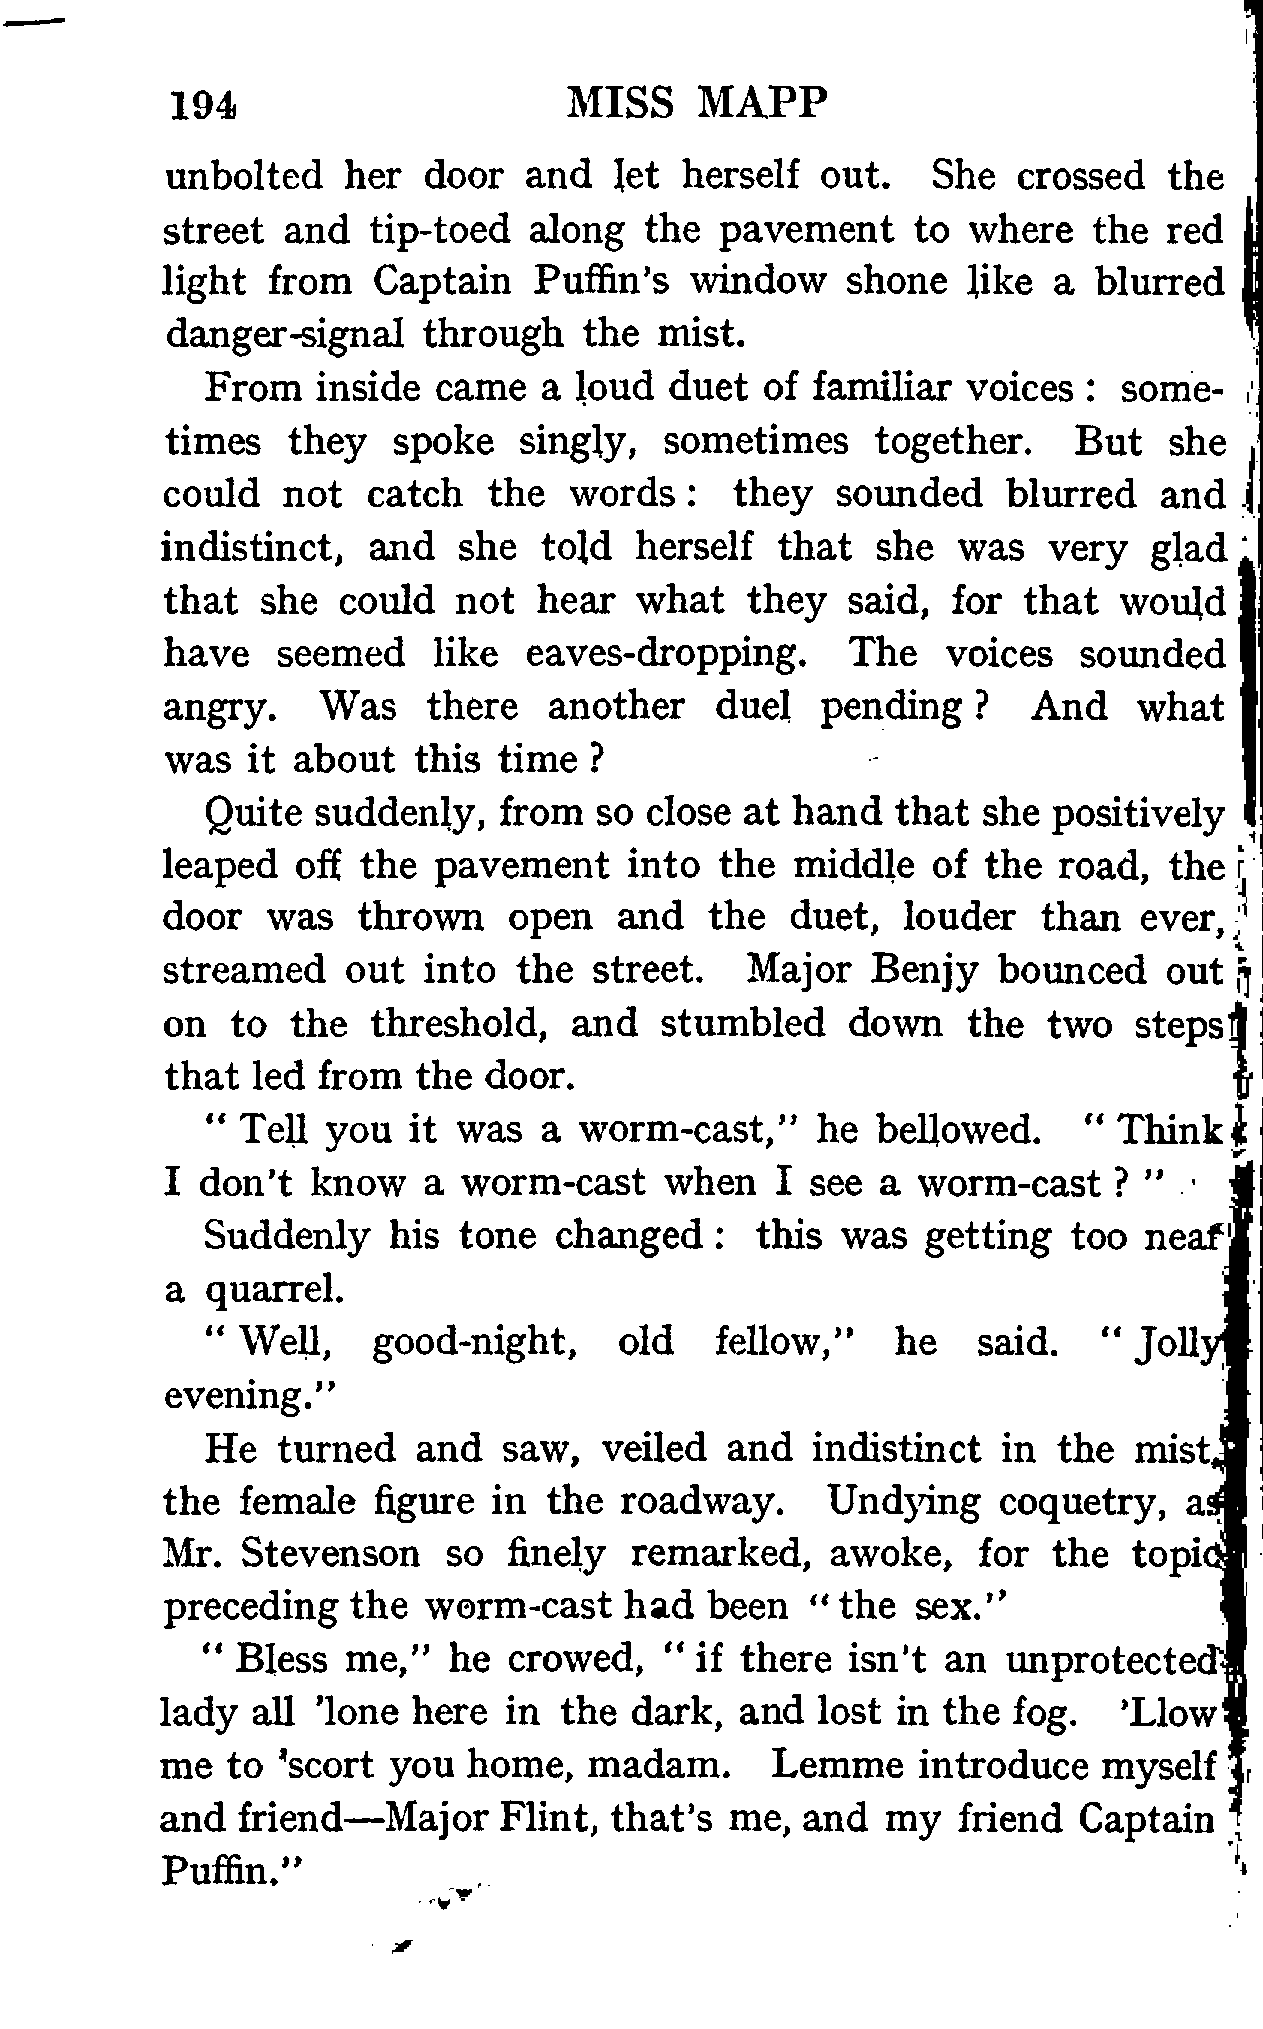 194 MISS MAPP
unbolted her door and let herself out. She crossed the
street and tip-toed along the pavement to where the red
light from Captain Puffin's window shone like a blurred
danger-signal through the mist.
From inside came a loud duet of familiar voices : some-
times they spoke singly, sometimes together. But she
could not catch the words : they sounded blurred and
indistinct, and she told herself that she was very glad
that she could not hear what they said, for that would
have seemed like eaves-dropping. The voices sounded
angry. Was there another duel pending ? And what
was it about this time ?
Quite suddenly, from so close at hand that she positively
leaped off the pavement into the middle of the road, the
door was thrown open and the duet, louder than ever,
streamed out into the street. Major Benjy bounced out
on to the threshold, and stumbled down the two steps
that led from the door.
" Tell you it was a worm-cast," he bellowed. " Think
I don't know a worm-cast when I see a worm-cast ? "
Suddenly his tone changed : this was getting too near
a quarrel.
" Well, good-night, old fellow," he said. " Jolly
evening."
He turned and saw, veiled and indistinct in the mist,
the female figure in the roadway. Undying coquetry, as
Mr. Stevenson so finely remarked, awoke, for the topic
preceding the worm-cast had been " the sex."
" Bless me," he crowed, " if there isn't an unprotected
lady all 'lone here in the dark, and lost in the fog. 'Llow
me to 'scort you home, madam. Lemme introduce myself
and friend—Major Flint, that's me, and my friend Captain
Puffin."